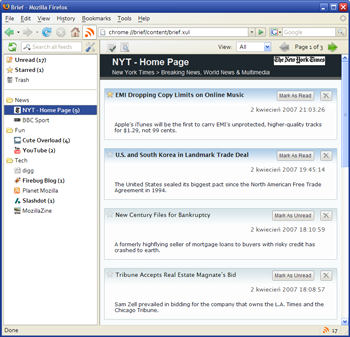 Brief - Mozilla Firefox
File Edit View History Bookmarks Tools Help
chrome://brief/content/brief.xul
Google
Search all feeds
View: All
Page 1 of 3
Unread (17)
Starred (1)
Trash
News
NYT - Home Page (9)
BBC Sport
Fun
Cute Overload (4)
YouTube (2)
Tech
digg
Firebug Blog (1)
Planet Mozilla
Slashdot (1)
MozillaZine
NYT - Home Page
The New York Times
New York Times > Breaking News, World News & Multimedia
EMI Dropping Copy Limits on Online Music
Mark As Read
2 kwiecień 2007 21:03:26
Apple's iTunes will be the first to carry EMI's unprotected, higher-quality tracks
for $1.29, not 99 cents.
U.S. and South Korea in Landmark Trade Deal
Mark As Read
2 kwiecień 2007 19:45:14
The United States sealed its biggest pact since the North American Free Trade
Agreement in 1994.
New Century Files for Bankruptcy
Mark As Unread
2 kwiecień 2007 18:10:59
A formerly highflying seller of mortgage loans to buyers with risky credit has
crashed to earth.
Tribune Accepts Real Estate Magnate's Bid
Mark As Unread
2 kwiecień 2007 18:08:57
Sam Zell prevailed in bidding for the company that owns the L.A. Times and the
Chicago Tribune.
Done
17